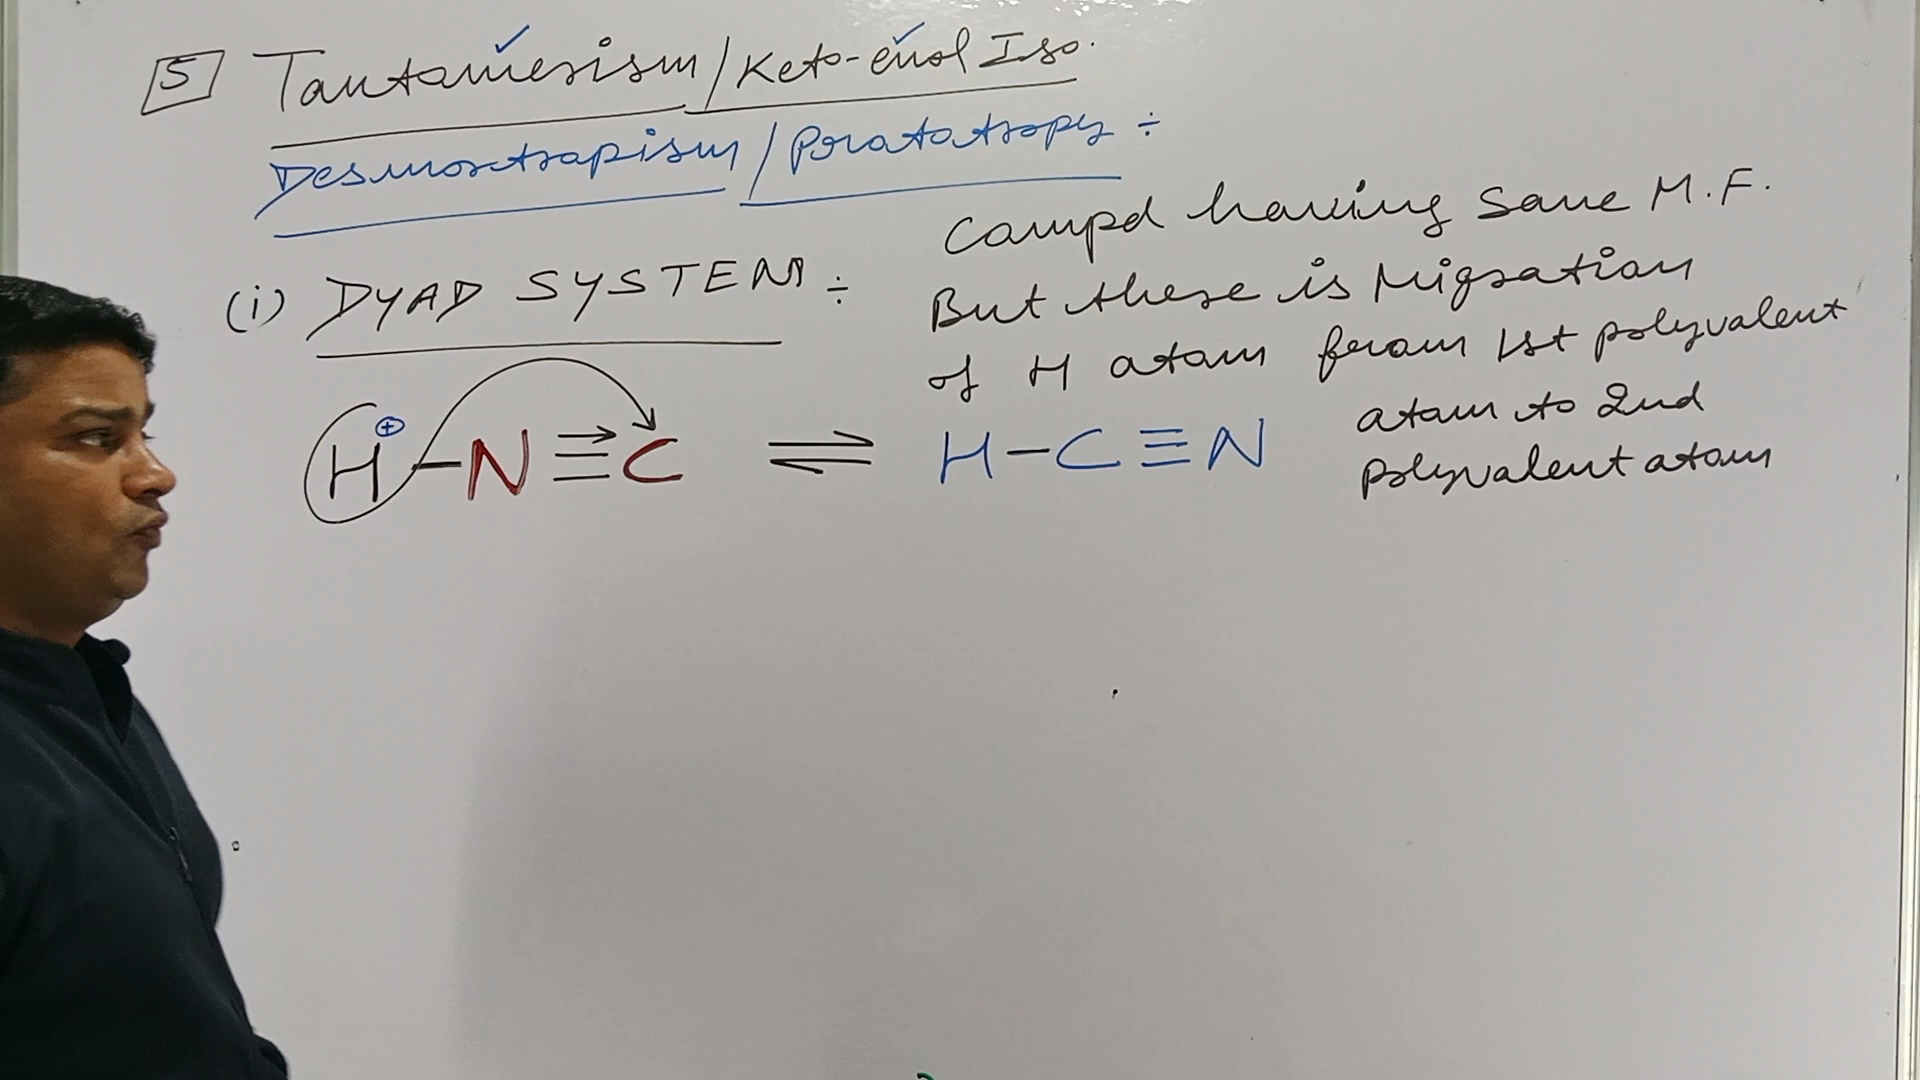 5 Tautomerism / Keto-enol Iso.
Desmotropism / Prototropy ÷
(i) DYAD SYSTEM ÷
Compd having same M.F.
But there is Migration
of H atom from 1st polyvalent
atom to 2nd
polyvalent atom
H⊕-N≡C ⇌ H-C≡N